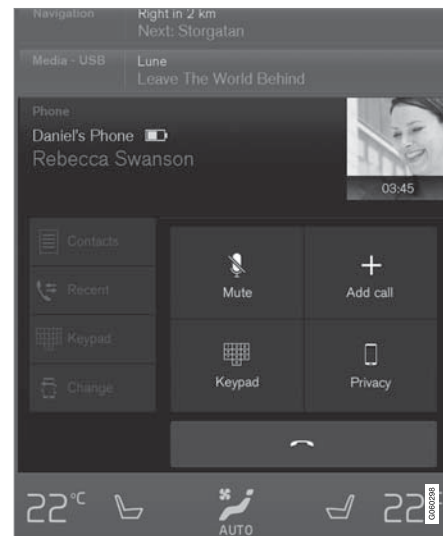 Navigation
Right in 2 km
Next: Storgatan
Media - USB
Lune
Leave The World Behind
Phone
Daniel's Phone
Rebecca Swanson
03:45
Contacts
Recent
Keypad
Change
Mute
Add call
Keypad
Privacy
22°C
AUTO
22
G060298